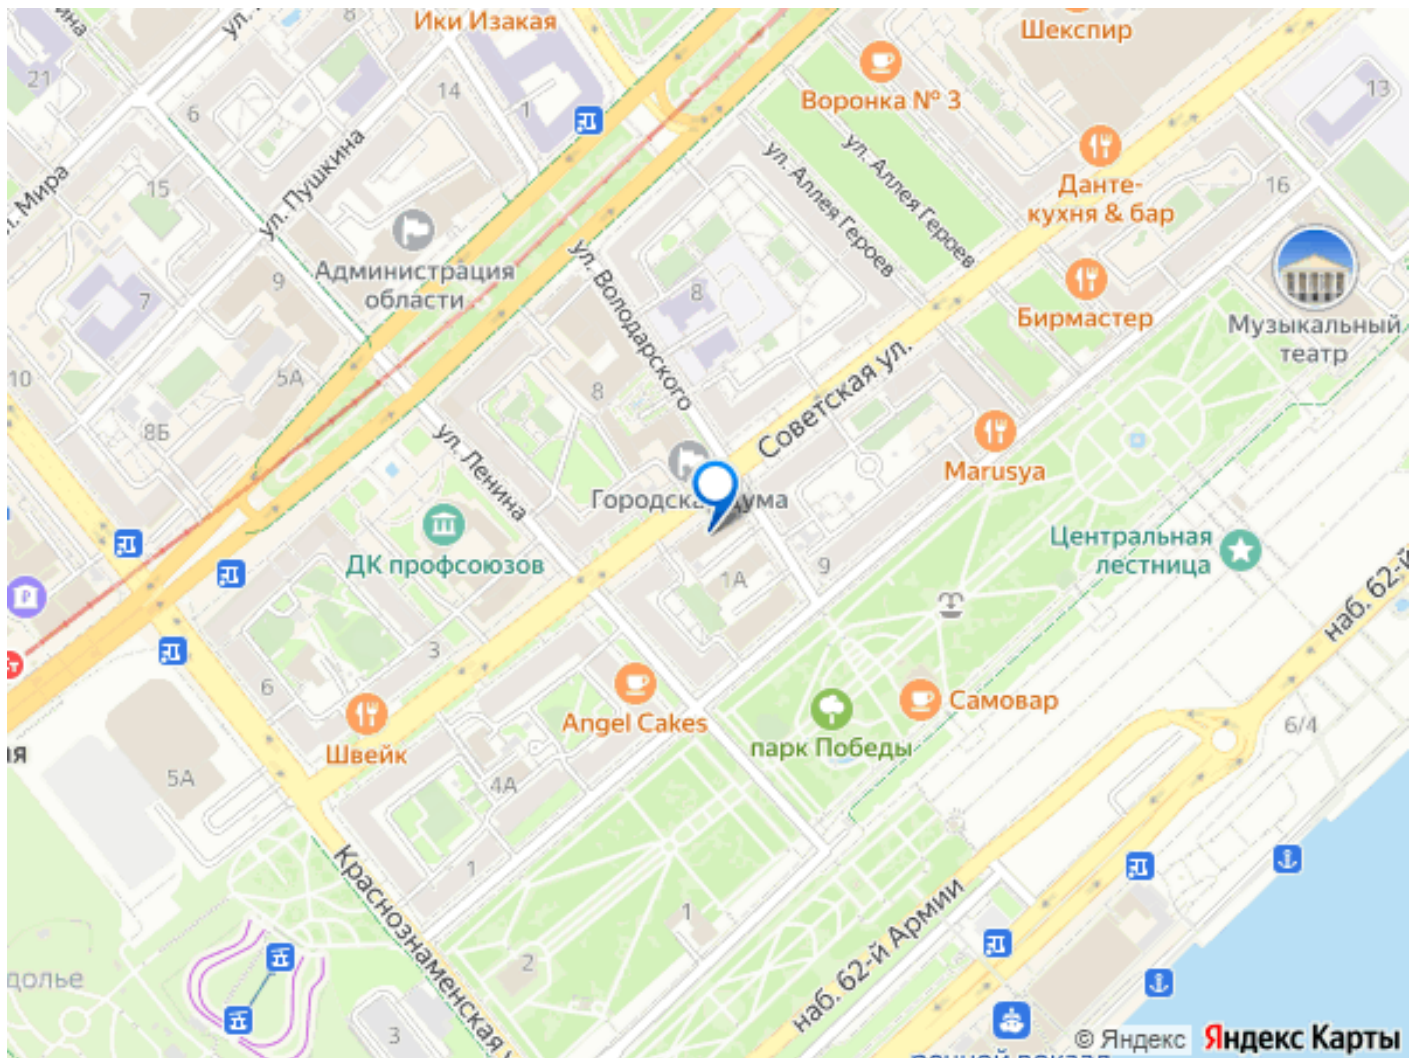 Ики Изакая
Шекспир
8
21
14
6
1
13
Воронка № 3
ул. Пушкина
ул. Аллея Героев
ул. Аллея Героев
Данте-
кухня & бар
16
15
Мира
Администрация
области
9
7
ул. Володарского
8
Бирмастер
Музыкальный
театр
10
5А
8Б
8
Советская ул.
ул. Ленина
Marusya
Городская дума
ДК профсоюзов
1А
9
Центральная
лестница
наб. 62-й
3
6
Швейк
Angel Cakes
парк Победы
Самовар
6/4
5А
4А
1
Краснознаменская
1
2
3
наб. 62-й Армии
© Яндекс Яндекс Карты